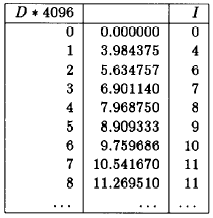 D * 4096 I
0 0.000000 0
1 3.984375 4
2 5.634757 6
3 6.901140 7
4 7.968750 8
5 8.909333 9
6 9.759686 10
7 10.541670 11
8 11.269510 11
... ... ...